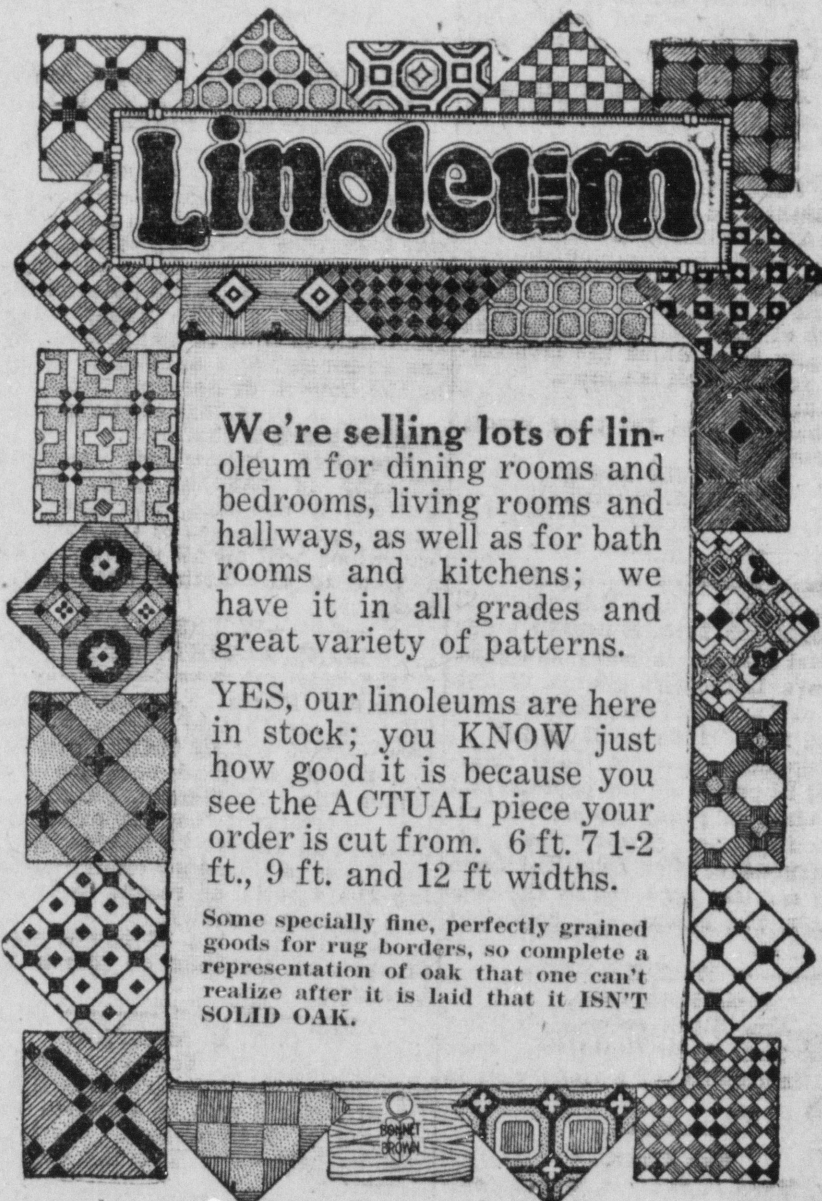 Linoleum
We're selling lots of lin-
oleum for dining rooms and
bedrooms, living rooms and
hallways, as well as for bath
rooms and kitchens; we
have it in all grades and
great variety of patterns.
YES, our linoleums are here
in stock; you KNOW just
how good it is because you
see the ACTUAL piece your
order is cut from. 6 ft. 7 1-2
ft., 9 ft. and 12 ft widths.
Some specially fine, perfectly grained
goods for rug borders, so complete a
representation of oak that one can't
realize after it is laid that it ISN'T
SOLID OAK.
BONNET
BROWN